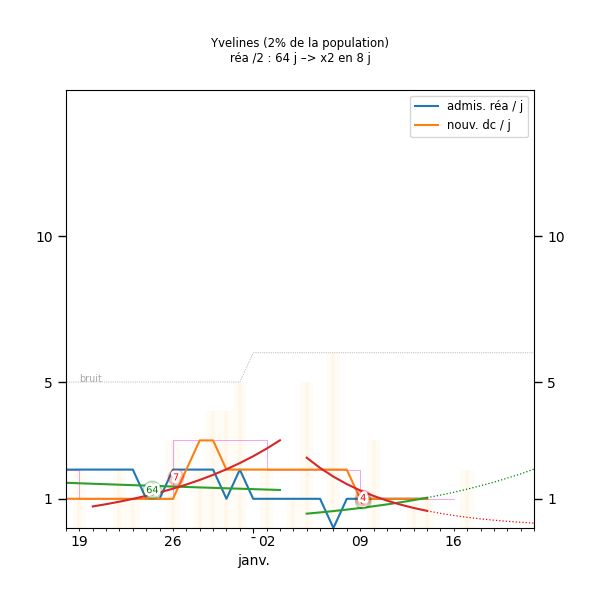 Yvelines (2% de la population)
réa /2 : 64 j –> x2 en 8 j
admis. réa / j
nouv. dc / j
10
10
5
5
bruit
64
7
4
1
1
19
26
02
09
16
janv.